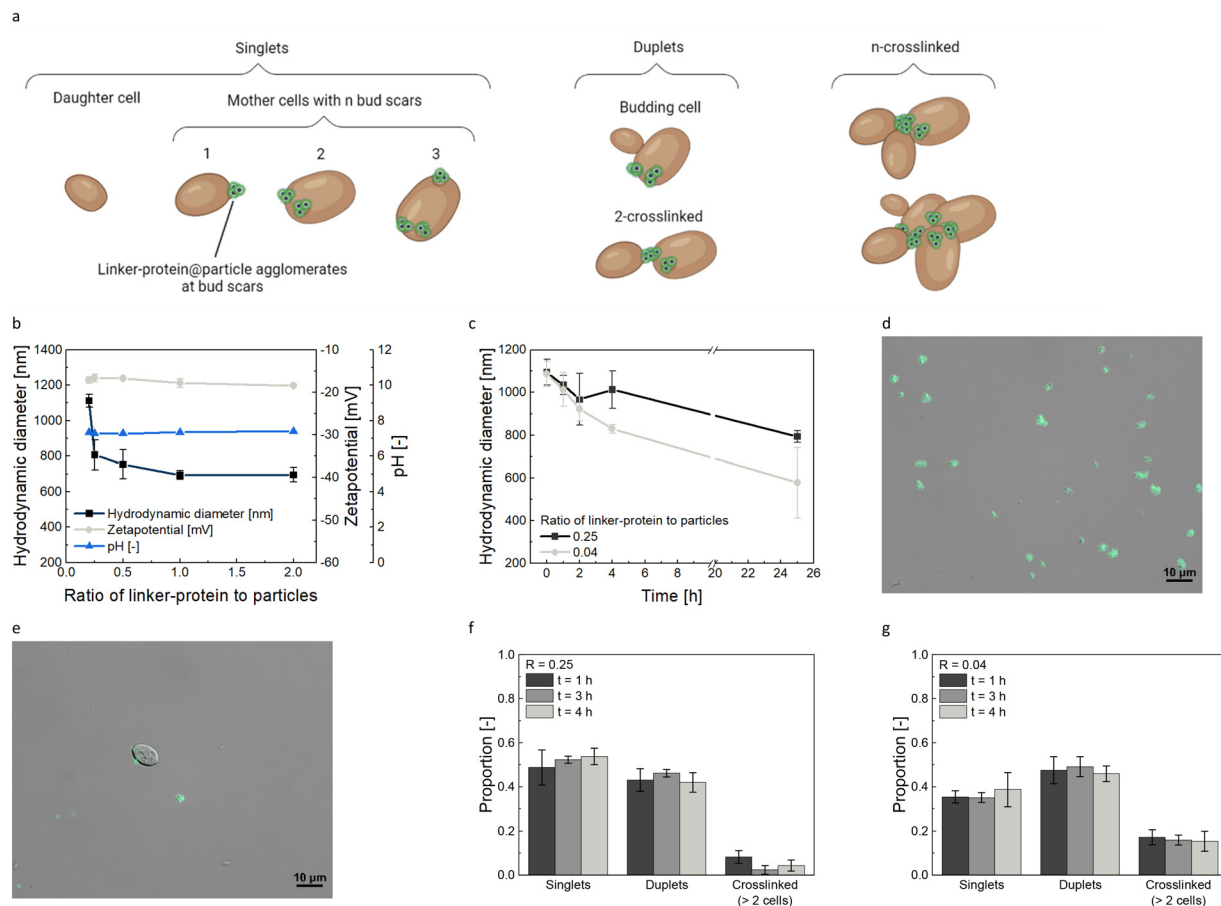 a
Singlets
Duplets
n-crosslinked
Daughter cell
Mother cells with n bud scars
Budding cell
1
2
3
2-crosslinked
Linker-protein@particle agglomerates
at bud scars
b
1400
1200
1000
800
600
400
200
Hydrodynamic diameter [nm]
-10
-20
-30
-40
-50
-60
Zetapotential [mV]
12
10
8
6
4
2
0
pH [-]
Hydrodynamic diameter [nm]
Zetapotential [mV]
pH [-]
0.0 0.5 1.0 1.5 2.0
Ratio of linker-protein to particles
c
1200
1000
800
600
400
200
Hydrodynamic diameter [nm]
Ratio of linker-protein to particles
0.25
0.04
0 2 4 6 8 20 20 22 24 26
Time [h]
d
10 µm
e
10 µm
f
1.0
0.8
0.6
0.4
0.2
0.0
Proportion [-]
R = 0.25
t = 1 h
t = 3 h
t = 4 h
Singlets Duplets Crosslinked
(> 2 cells)
g
1.0
0.8
0.6
0.4
0.2
0.0
Proportion [-]
R = 0.04
t = 1 h
t = 3 h
t = 4 h
Singlets Duplets Crosslinked
(> 2 cells)